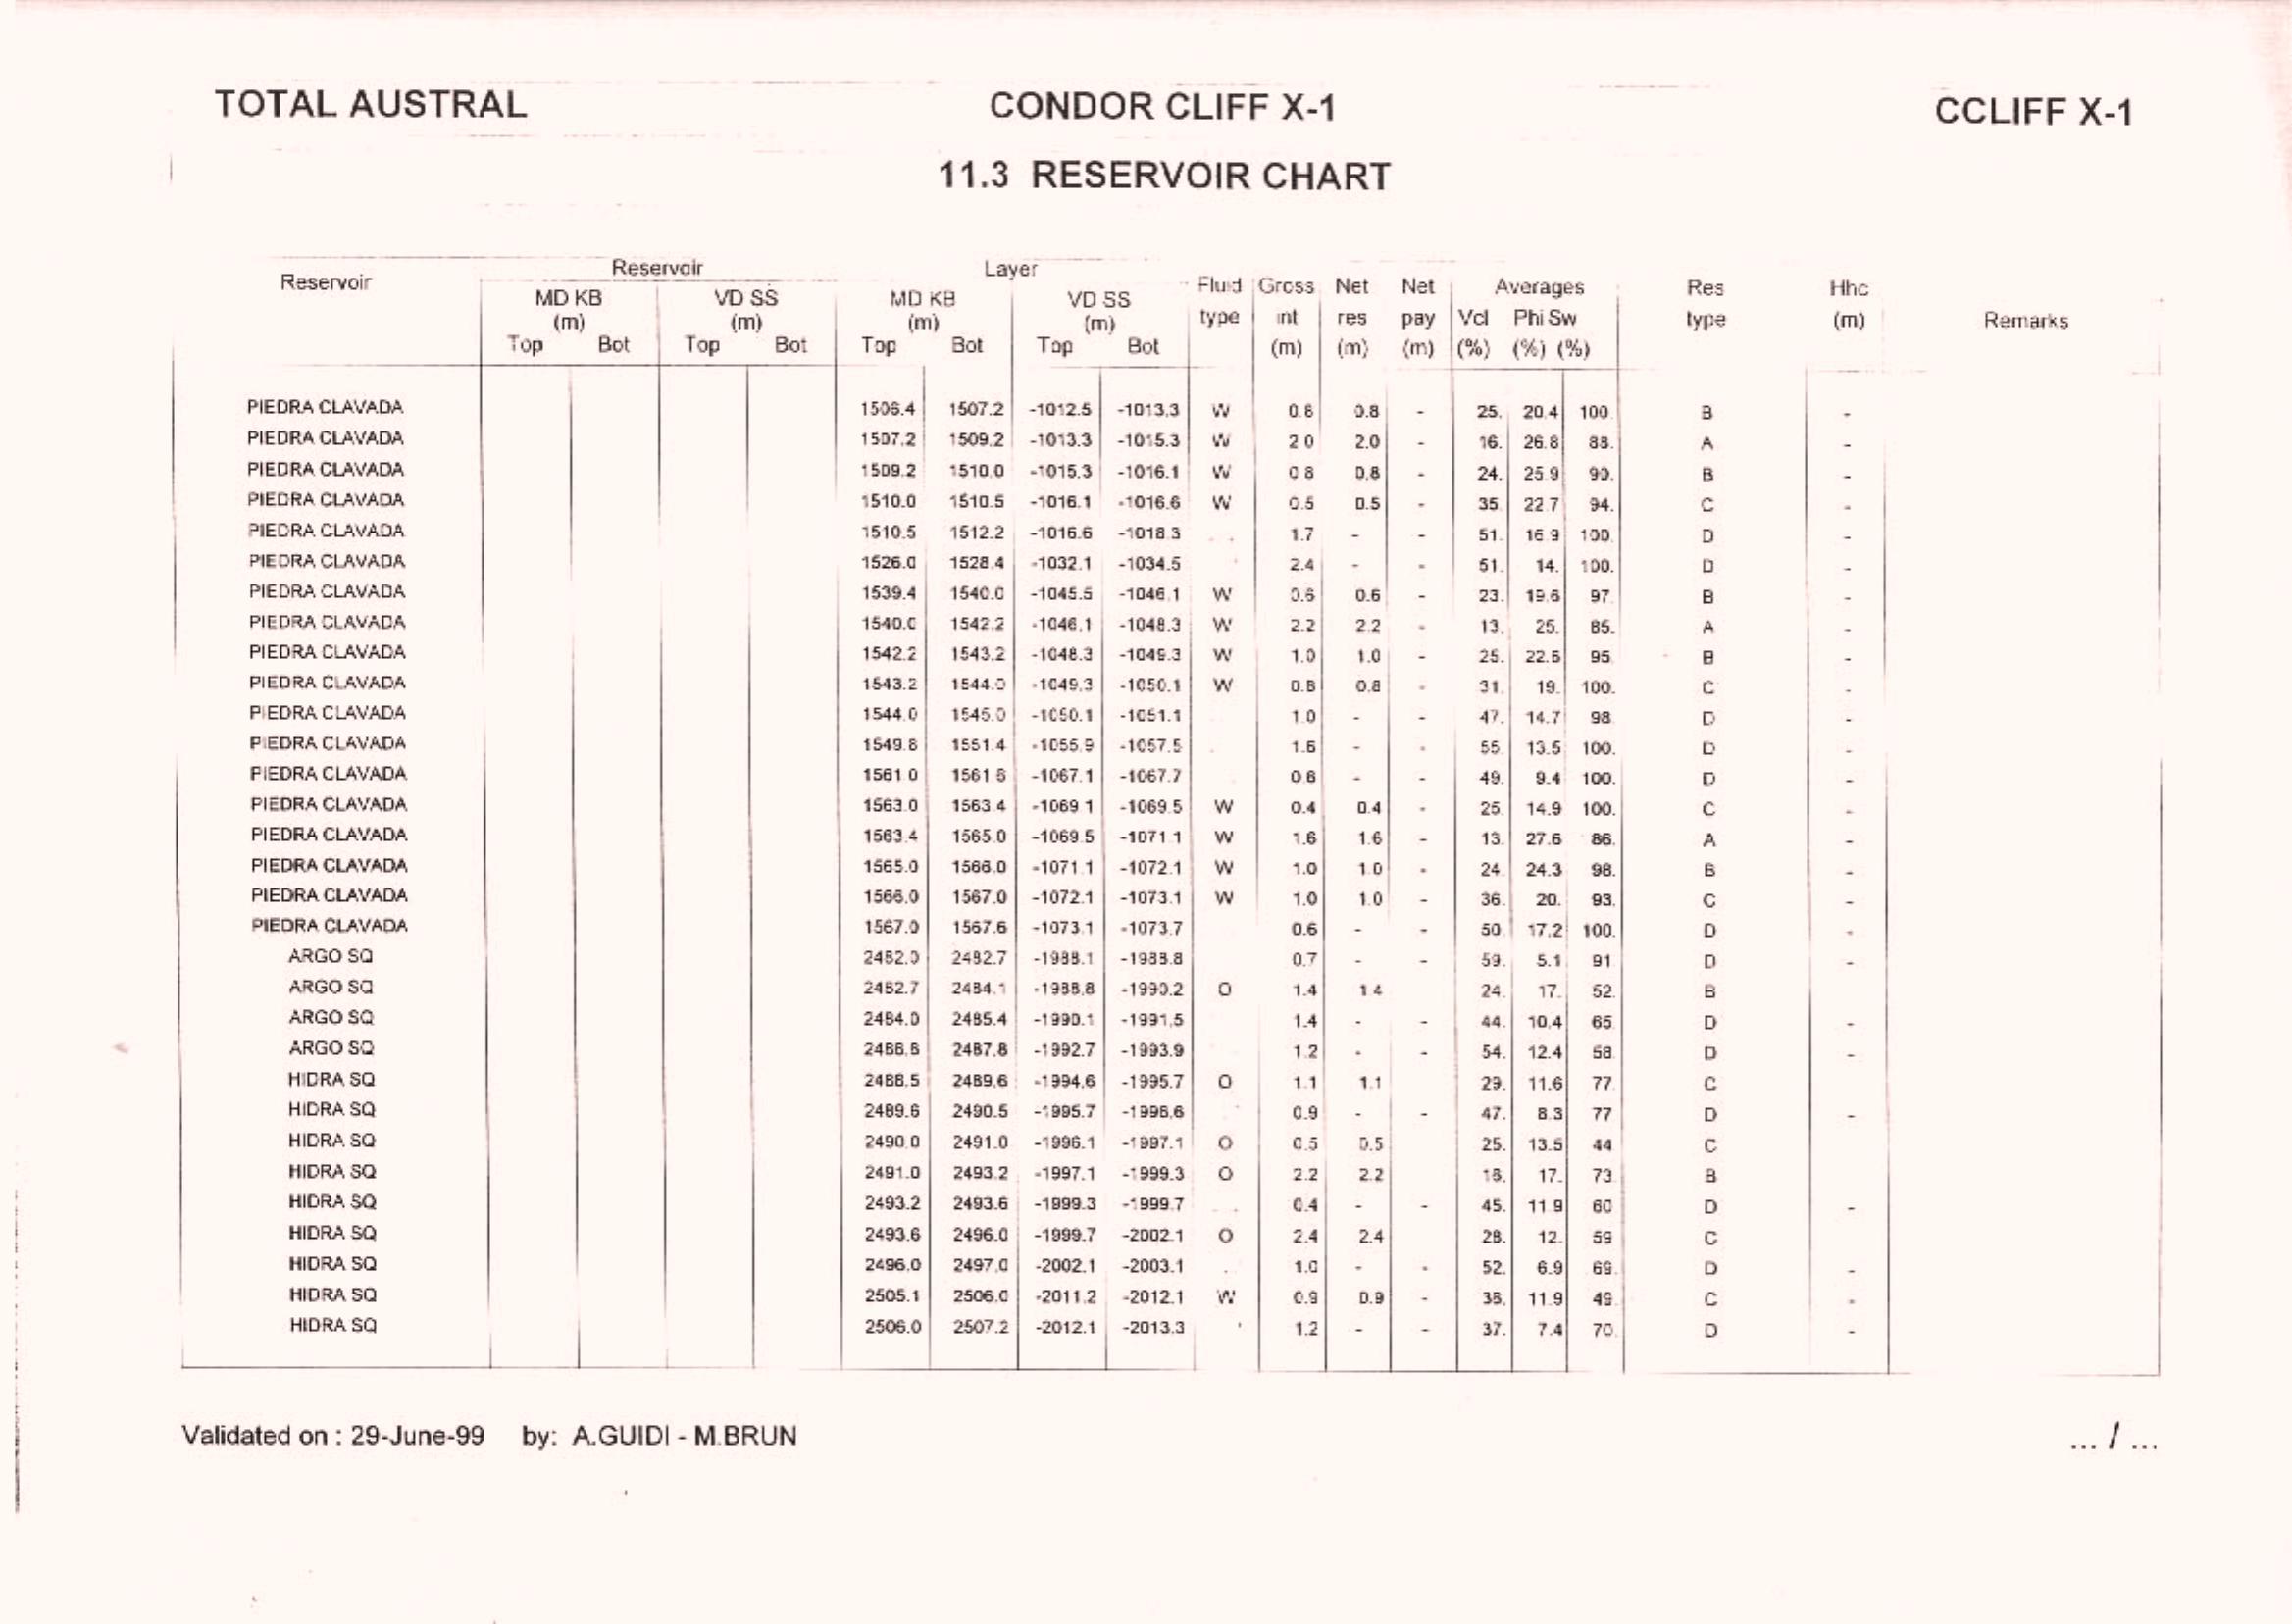 TOTAL AUSTRAL CONDOR CLIFF X-1 CCLIFF X-1
11.3 RESERVOIR CHART
Reservoir Reservoir Layer Fluid Gross Net Net Averages Res Hhc
MD KB VD SS MD KB VD SS type int res pay Vcl Phi Sw type (m) Remarks
(m) (m) (m) (m)
Top Bot Top Bot Top Bot Top Bot (m) (m) (m) (%) (%) (%)
PIEDRA CLAVADA 1506.4 1507.2 -1012.5 -1013.3 W 0.8 0.8 - 25. 20.4 100. B -
PIEDRA CLAVADA 1507.2 1509.2 -1013.3 -1015.3 W 2.0 2.0 - 16. 26.8 88. A -
PIEDRA CLAVADA 1509.2 1510.0 -1015.3 -1016.1 W 0.8 0.8 - 24. 25.9 90. B -
PIEDRA CLAVADA 1510.0 1510.5 -1016.1 -1016.6 W 0.5 0.5 - 35. 22.7 94. C -
PIEDRA CLAVADA 1510.5 1512.2 -1016.6 -1018.3 1.7 - - 51. 16.9 100. D -
PIEDRA CLAVADA 1526.0 1528.4 -1032.1 -1034.5 2.4 - - 51. 14. 100. D -
PIEDRA CLAVADA 1539.4 1540.0 -1045.5 -1046.1 W 0.6 0.6 - 23. 19.6 97. B -
PIEDRA CLAVADA 1540.0 1542.2 -1046.1 -1048.3 W 2.2 2.2 - 13. 25. 85. A -
PIEDRA CLAVADA 1542.2 1543.2 -1048.3 -1049.3 W 1.0 1.0 - 25. 22.5 95. B -
PIEDRA CLAVADA 1543.2 1544.0 -1049.3 -1050.1 W 0.8 0.8 - 31. 19. 100. C -
PIEDRA CLAVADA 1544.0 1545.0 -1050.1 -1051.1 1.0 - - 47. 14.7 98. D -
PIEDRA CLAVADA 1549.8 1551.4 -1055.9 -1057.5 1.6 - - 55. 13.5 100. D -
PIEDRA CLAVADA 1561.0 1561.6 -1067.1 -1067.7 0.6 - - 49. 9.4 100. D -
PIEDRA CLAVADA 1563.0 1563.4 -1069.1 -1069.5 W 0.4 0.4 - 25. 14.9 100. C -
PIEDRA CLAVADA 1563.4 1565.0 -1069.5 -1071.1 W 1.6 1.6 - 13. 27.6 86. A -
PIEDRA CLAVADA 1565.0 1566.0 -1071.1 -1072.1 W 1.0 1.0 - 24. 24.3 98. B -
PIEDRA CLAVADA 1566.0 1567.0 -1072.1 -1073.1 W 1.0 1.0 - 36. 20. 93. C -
PIEDRA CLAVADA 1567.0 1567.6 -1073.1 -1073.7 0.6 - - 50. 17.2 100. D -
ARGO SQ 2482.0 2482.7 -1988.1 -1988.8 0.7 - - 59. 5.1 91 D -
ARGO SQ 2482.7 2484.1 -1988.8 -1990.2 O 1.4 1.4 24. 17. 52. B
ARGO SQ 2484.0 2485.4 -1990.1 -1991.5 1.4 - - 44. 10.4 65. D -
ARGO SQ 2486.6 2487.8 -1992.7 -1993.9 1.2 - - 54. 12.4 58. D -
HIDRA SQ 2488.5 2489.6 -1994.6 -1995.7 O 1.1 1.1 29. 11.6 77. C
HIDRA SQ 2489.6 2490.5 -1995.7 -1996.6 0.9 - - 47. 8.3 77 D -
HIDRA SQ 2490.0 2491.0 -1996.1 -1997.1 O 0.5 0.5 25. 13.5 44 C
HIDRA SQ 2491.0 2493.2 -1997.1 -1999.3 O 2.2 2.2 17. 73. B
HIDRA SQ 2493.2 2493.6 -1999.3 -1999.7 0.4 - - 45. 11.9 60 D -
HIDRA SQ 2493.6 2496.0 -1999.7 -2002.1 O 2.4 2.4 28. 12. 59 C
HIDRA SQ 2496.0 2497.0 -2002.1 -2003.1 1.0 - - 52. 6.9 69. D -
HIDRA SQ 2505.1 2506.0 -2011.2 -2012.1 W 0.9 0.9 - 11.9 49. C -
HIDRA SQ 2506.0 2507.2 -2012.1 -2013.3 1.2 - - 37. 7.4 70. D -
Validated on : 29-June-99 by: A.GUIDI - M.BRUN ... / ...